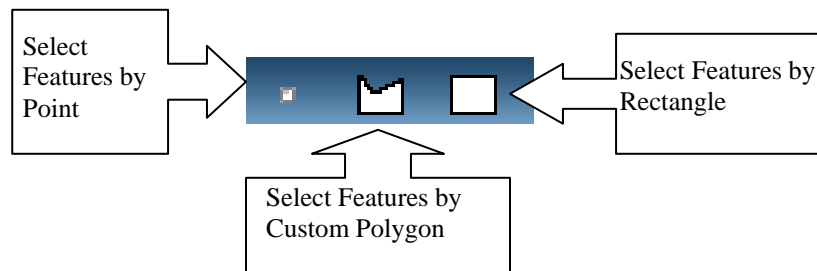 Select
Features by
Point
Select Features by
Rectangle
Select Features by
Custom Polygon